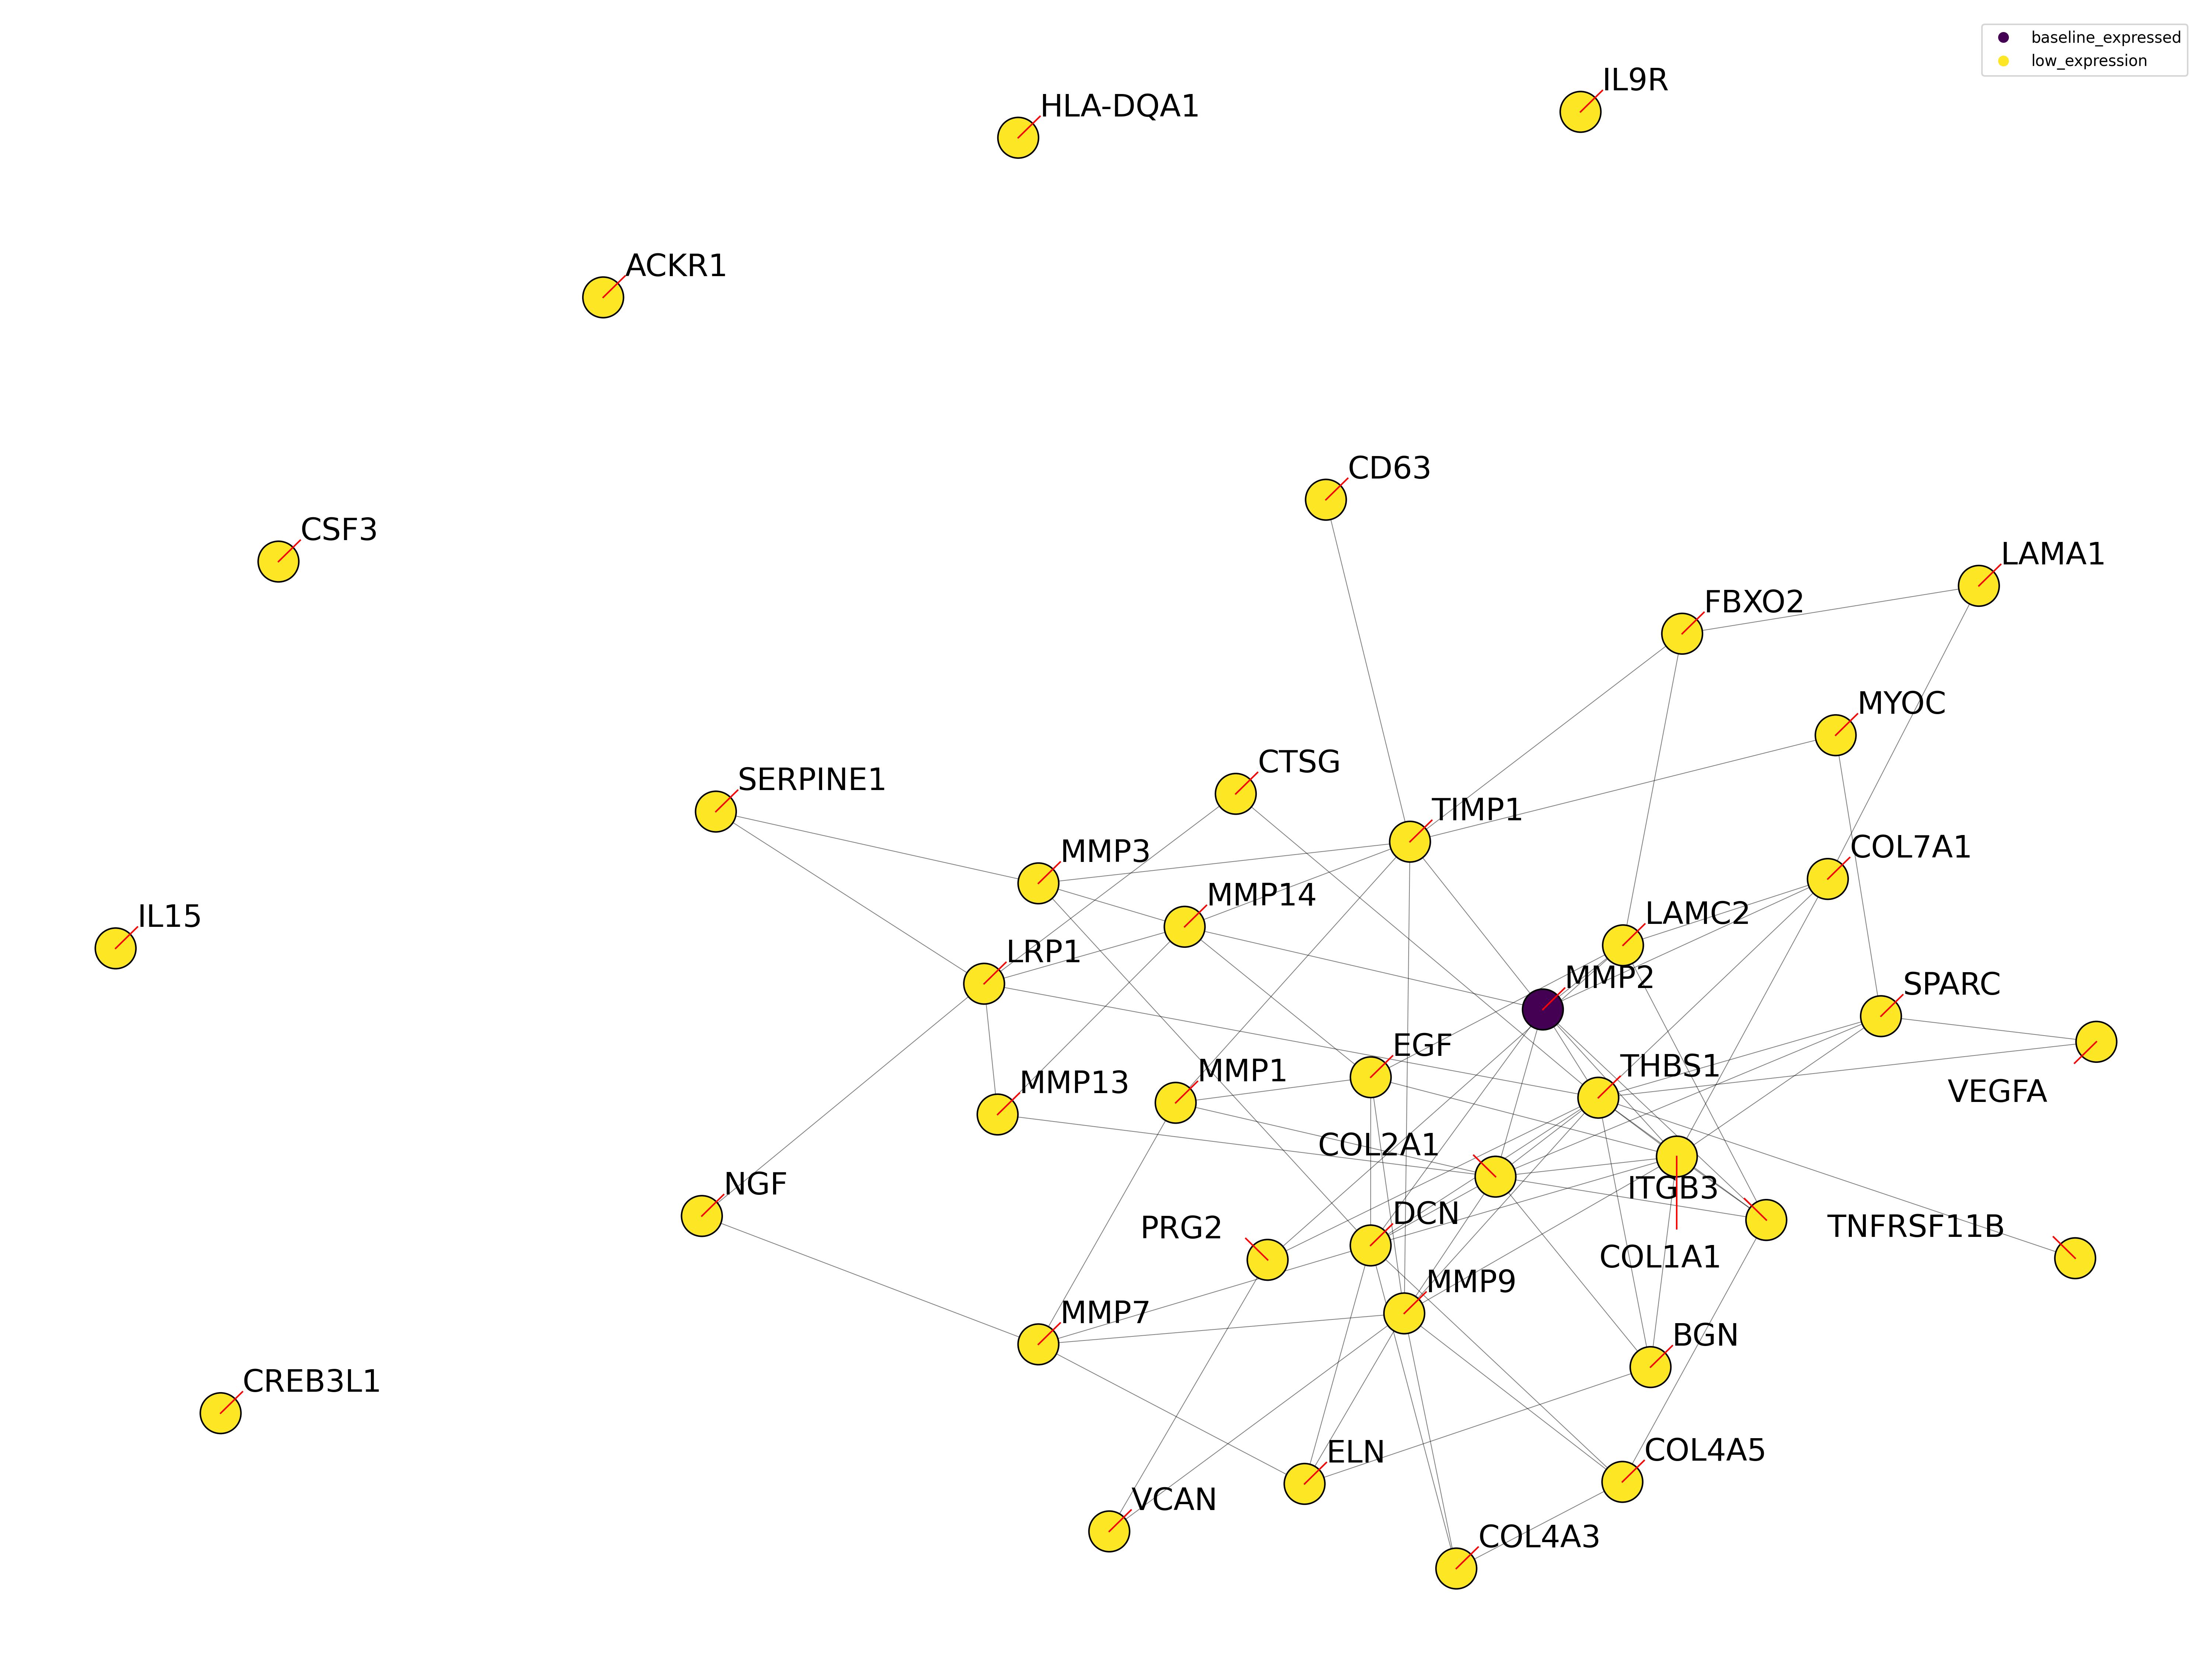 baseline_expressed
low_expression
IL9R
HLA-DQA1
ACKR1
CD63
CSF3
LAMA1
FBXO2
MYOC
CTSG
SERPINE1
TIMP1
COL7A1
MMP3
MMP14
LAMC2
IL15
LRP1
MMP2
SPARC
EGF
THBS1
MMP1
MMP13
VEGFA
COL2A1
NGF
ITGB3
DCN
PRG2
TNFRSF11B
COL1A1
MMP9
MMP7
BGN
CREB3L1
ELN
COL4A5
VCAN
COL4A3